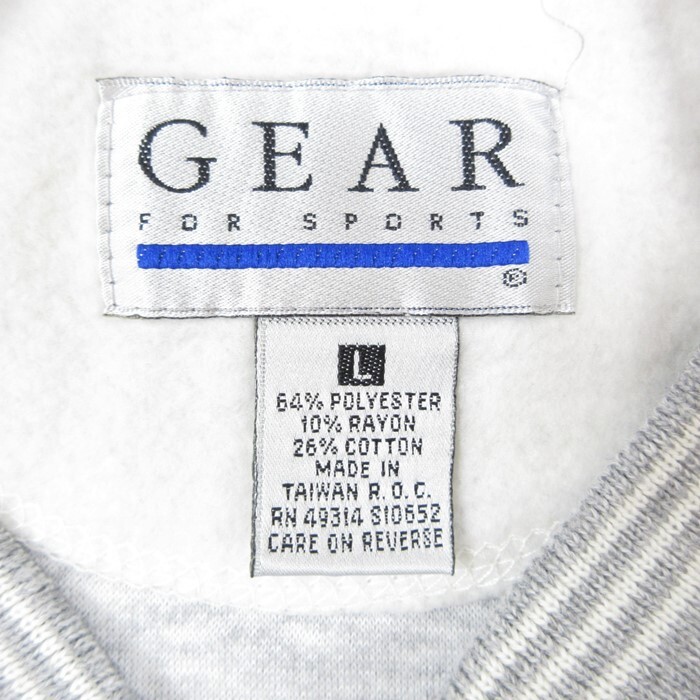 GEAR
FOR SPORTS
®
L
64% POLYESTER
10% RAYON
26% COTTON
MADE IN
TAIWAN R.O.C.
RN 49314 S10652
CARE ON REVERSE